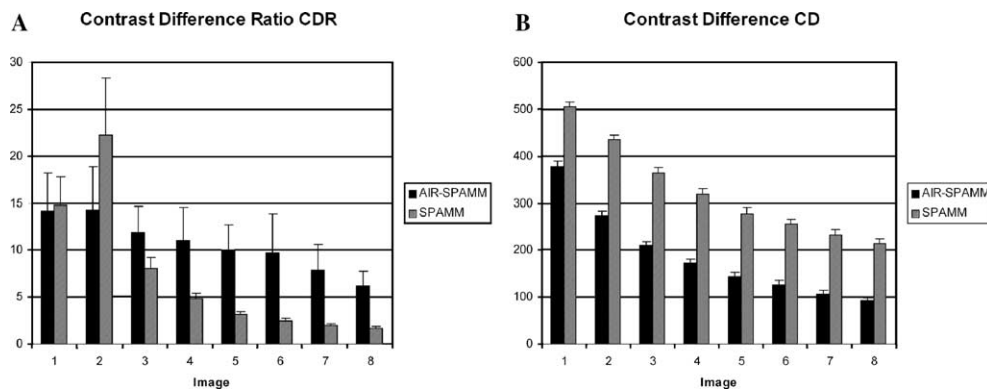 A
Contrast Difference Ratio CDR
30
25
20
15
10
5
0
1 2 3 4 5 6 7 8
Image
AIR-SPAMM
SPAMM
B
Contrast Difference CD
600
500
400
300
200
100
0
1 2 3 4 5 6 7 8
Image
AIR-SPAMM
SPAMM